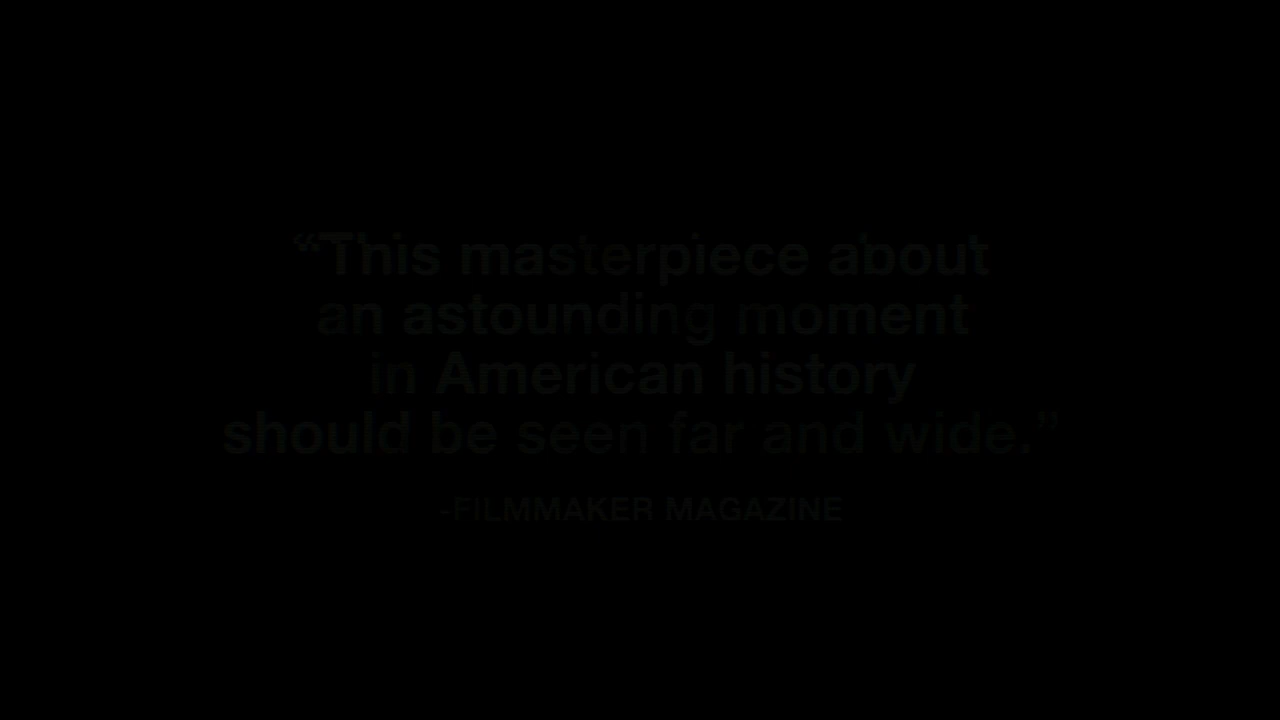 “This masterpiece about
an astounding moment
in American history
should be seen far and wide.”
-FILMMAKER MAGAZINE